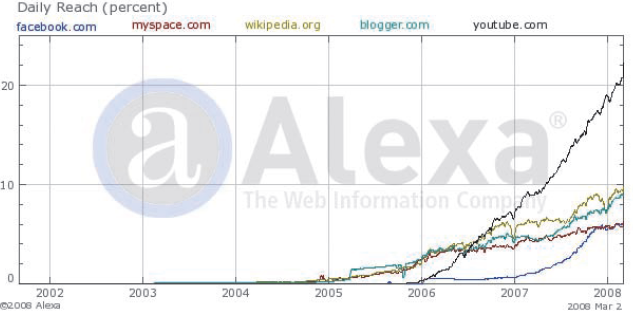 Daily Reach (percent)
facebook.com myspace.com wikipedia.org blogger.com youtube.com
20
a Alexa®
The Web Information Company
10
0
2002 2003 2004 2005 2006 2007 2008
©2008 Alexa 2008 Mar 2